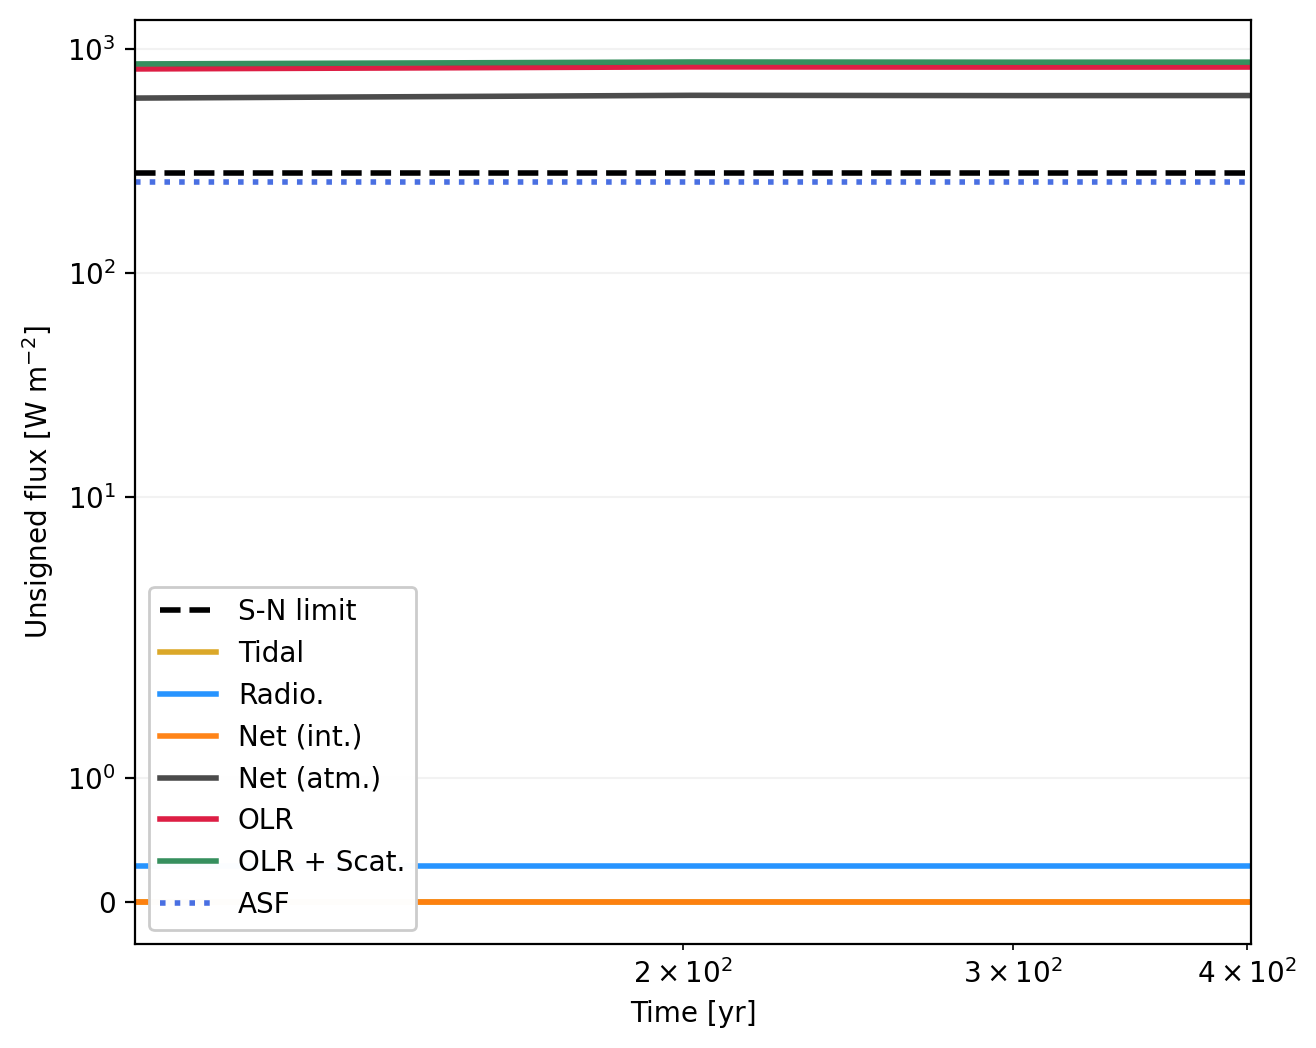 10³
10²
10¹
10⁰
0
Unsigned flux [W m⁻²]
S-N limit
Tidal
Radio.
Net (int.)
Net (atm.)
OLR
OLR + Scat.
ASF
2 × 10²
3 × 10²
4 × 10²
Time [yr]